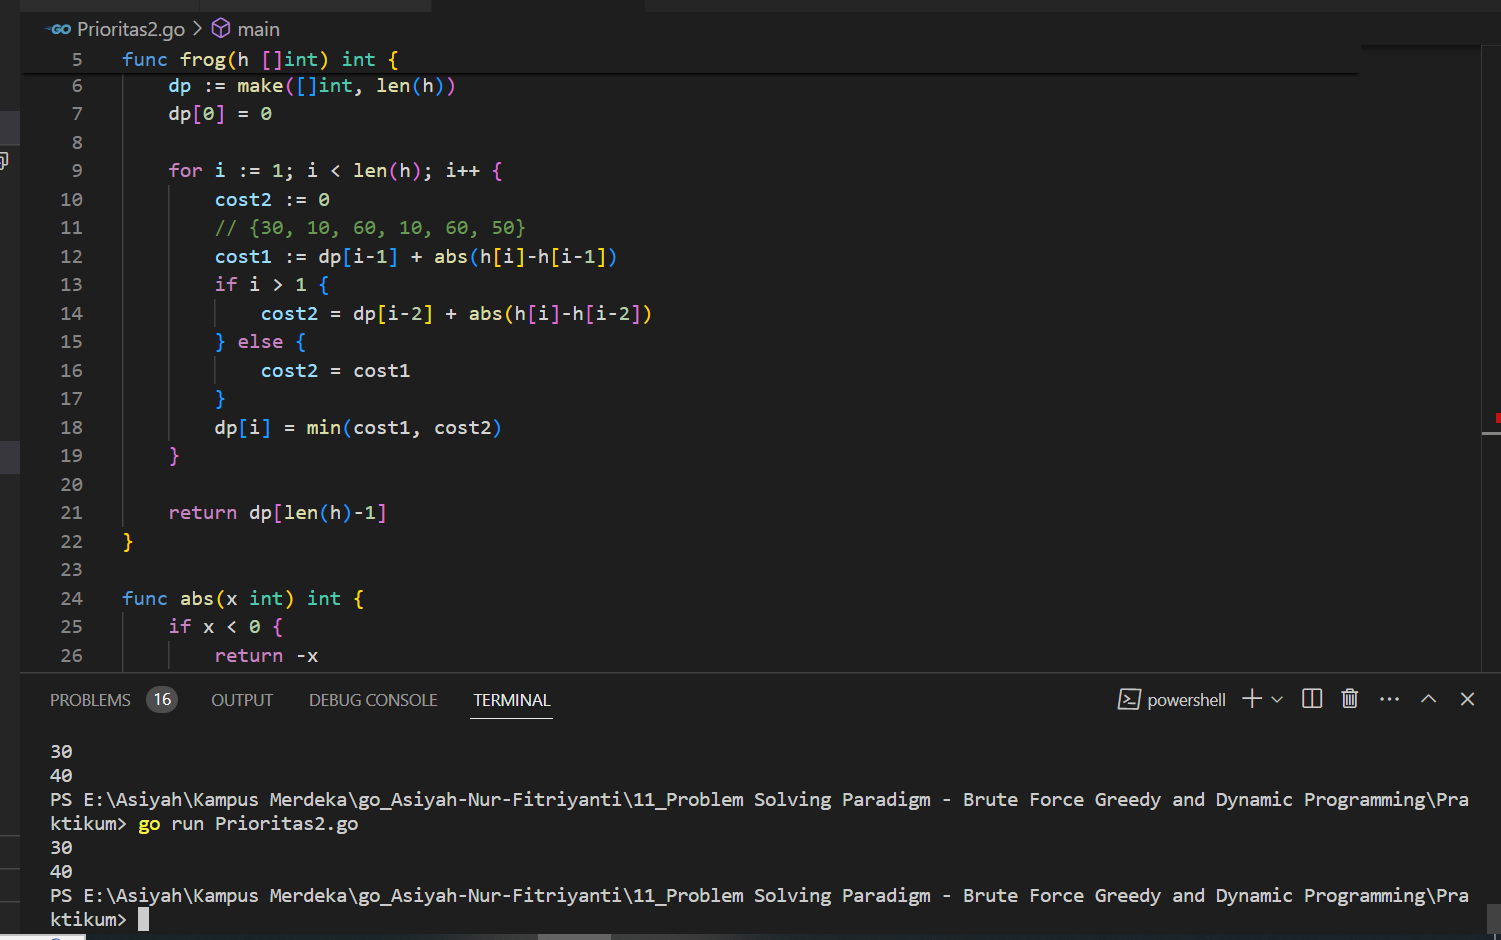 GO Prioritas2.go > main
5 func frog(h []int) int {
6 dp := make([]int, len(h))
7 dp[0] = 0
8
9 for i := 1; i < len(h); i++ {
10 cost2 := 0
11 // {30, 10, 60, 10, 60, 50}
12 cost1 := dp[i-1] + abs(h[i]-h[i-1])
13 if i > 1 {
14 cost2 = dp[i-2] + abs(h[i]-h[i-2])
15 } else {
16 cost2 = cost1
17 }
18 dp[i] = min(cost1, cost2)
19 }
20
21 return dp[len(h)-1]
22 }
23
24 func abs(x int) int {
25 if x < 0 {
26 return -x
PROBLEMS 16 OUTPUT DEBUG CONSOLE TERMINAL powershell
30
40
PS E:\Asiyah\Kampus Merdeka\go_Asiyah-Nur-Fitriyanti\11_Problem Solving Paradigm - Brute Force Greedy and Dynamic Programming\Pra
ktikum> go run Prioritas2.go
30
40
PS E:\Asiyah\Kampus Merdeka\go_Asiyah-Nur-Fitriyanti\11_Problem Solving Paradigm - Brute Force Greedy and Dynamic Programming\Pra
ktikum>